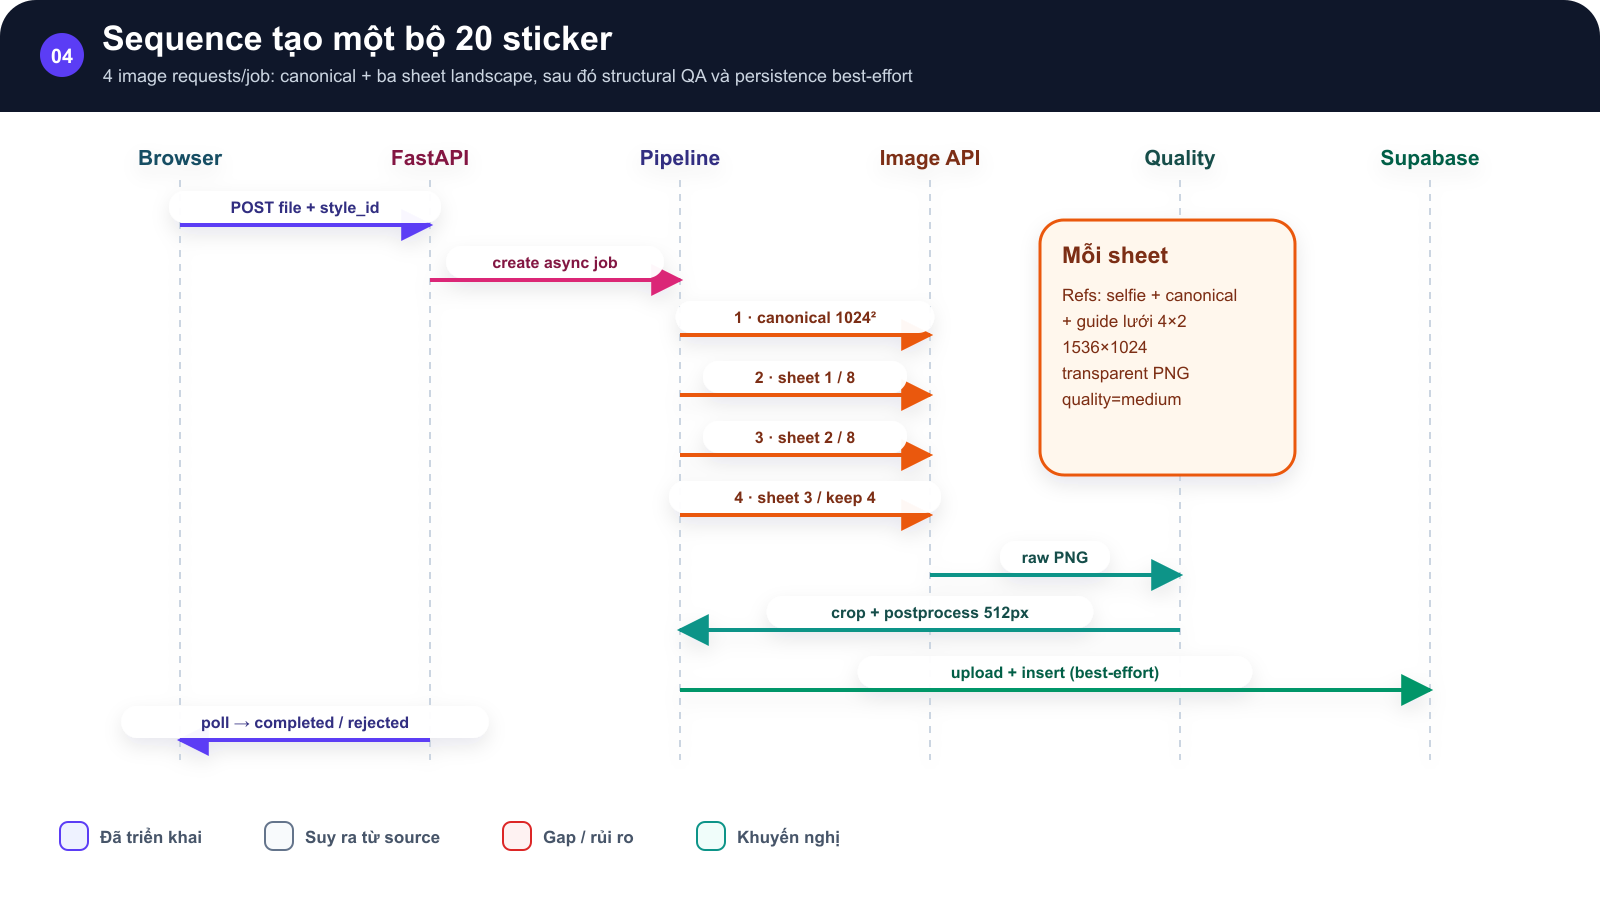 04
Sequence tạo một bộ 20 sticker
4 image requests/job: canonical + ba sheet landscape, sau đó structural QA và persistence best-effort
Browser
FastAPI
Pipeline
Image API
Quality
Supabase
POST file + style_id
create async job
1 · canonical 1024²
2 · sheet 1 / 8
3 · sheet 2 / 8
4 · sheet 3 / keep 4
Mỗi sheet
Refs: selfie + canonical
+ guide lưới 4×2
1536×1024
transparent PNG
quality=medium
raw PNG
crop + postprocess 512px
upload + insert (best-effort)
poll → completed / rejected
Đã triển khai
Suy ra từ source
Gap / rủi ro
Khuyến nghị